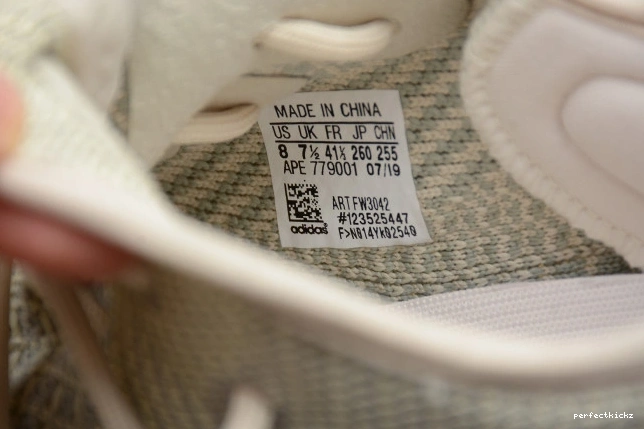 MADE IN CHINA
US UK FR JP CHN
8 7½ 41⅓ 260 255
APE 779001 07/19
ART FW3042
#123525447
adidas
F>N014YK02540
perfectkickz